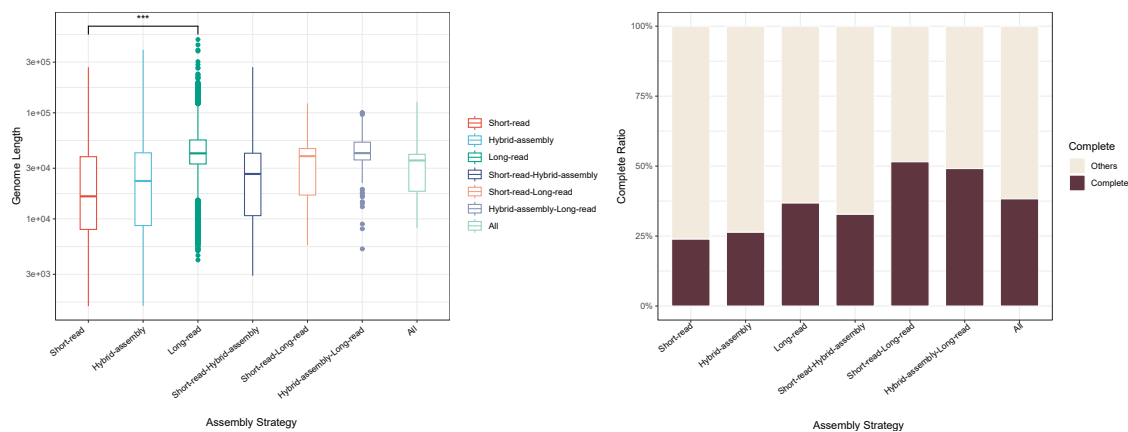 ***
Genome Length
3e+05
1e+05
3e+04
1e+04
3e+03
Short-read
Hybrid-assembly
Long-read
Short-read-Hybrid-assembly
Short-read-Long-read
Hybrid-assembly-Long-read
All
Assembly Strategy
Short-read
Hybrid-assembly
Long-read
Short-read-Hybrid-assembly
Short-read-Long-read
Hybrid-assembly-Long-read
All
Complete Ratio
100%
75%
50%
25%
0%
Short-read
Hybrid-assembly
Long-read
Short-read-Hybrid-assembly
Short-read-Long-read
Hybrid-assembly-Long-read
All
Assembly Strategy
Complete
Others
Complete